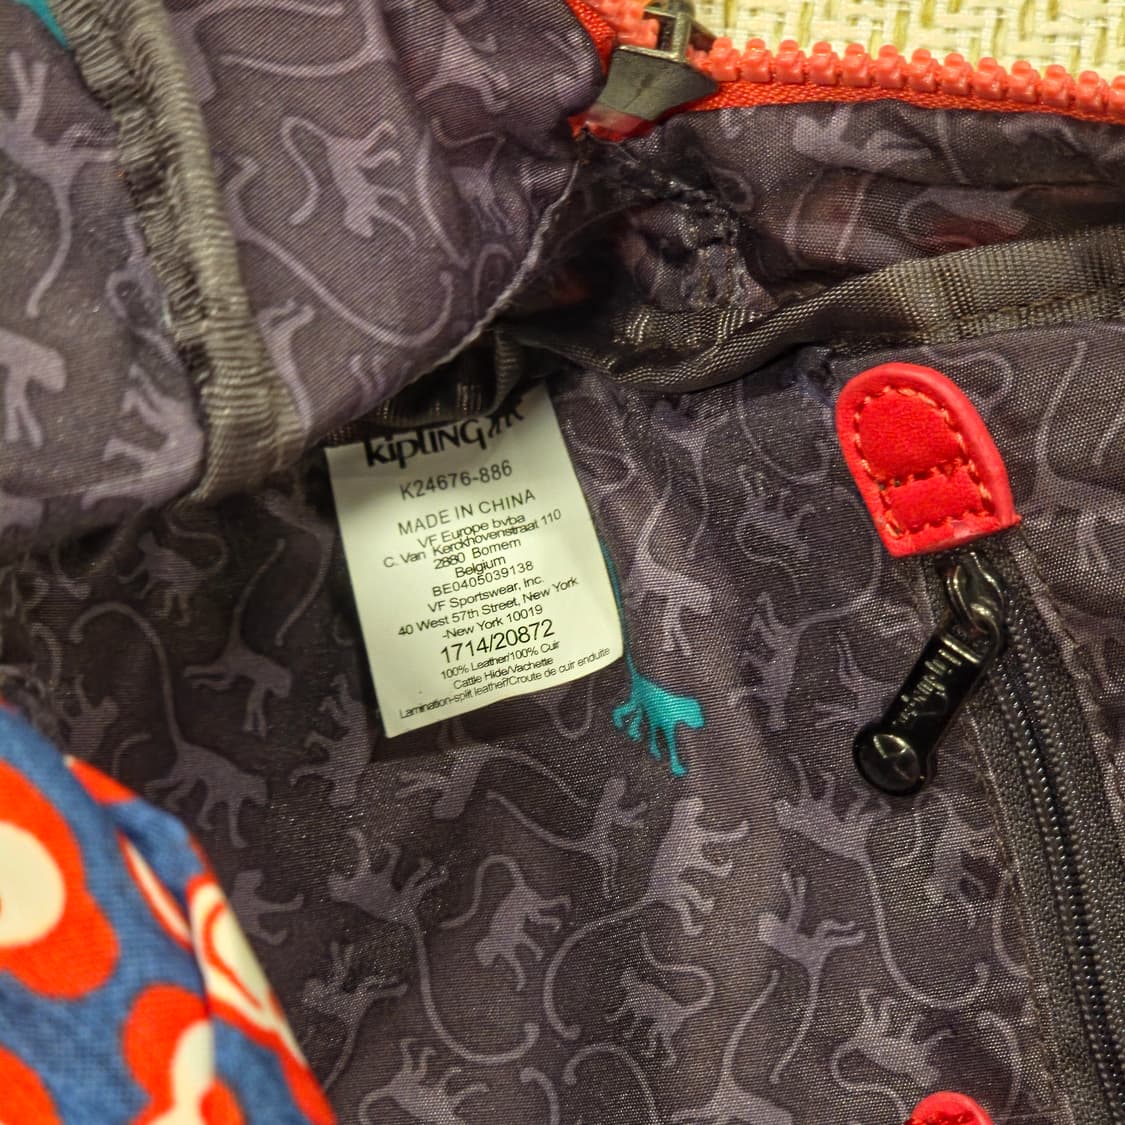 kipling
K24676-886
MADE IN CHINA
VF Europe bvba
C. Van Kerckhovenstraat 110
2880 Bornem
Belgium
BE0405039138
VF Sportswear, Inc.
40 West 57th Street, New York
-New York 10019
1714/20872
100% Leather/100% Cuir
Cattle Hide/Vachette
Lamination-split leather/Croute de cuir enduite
kipling